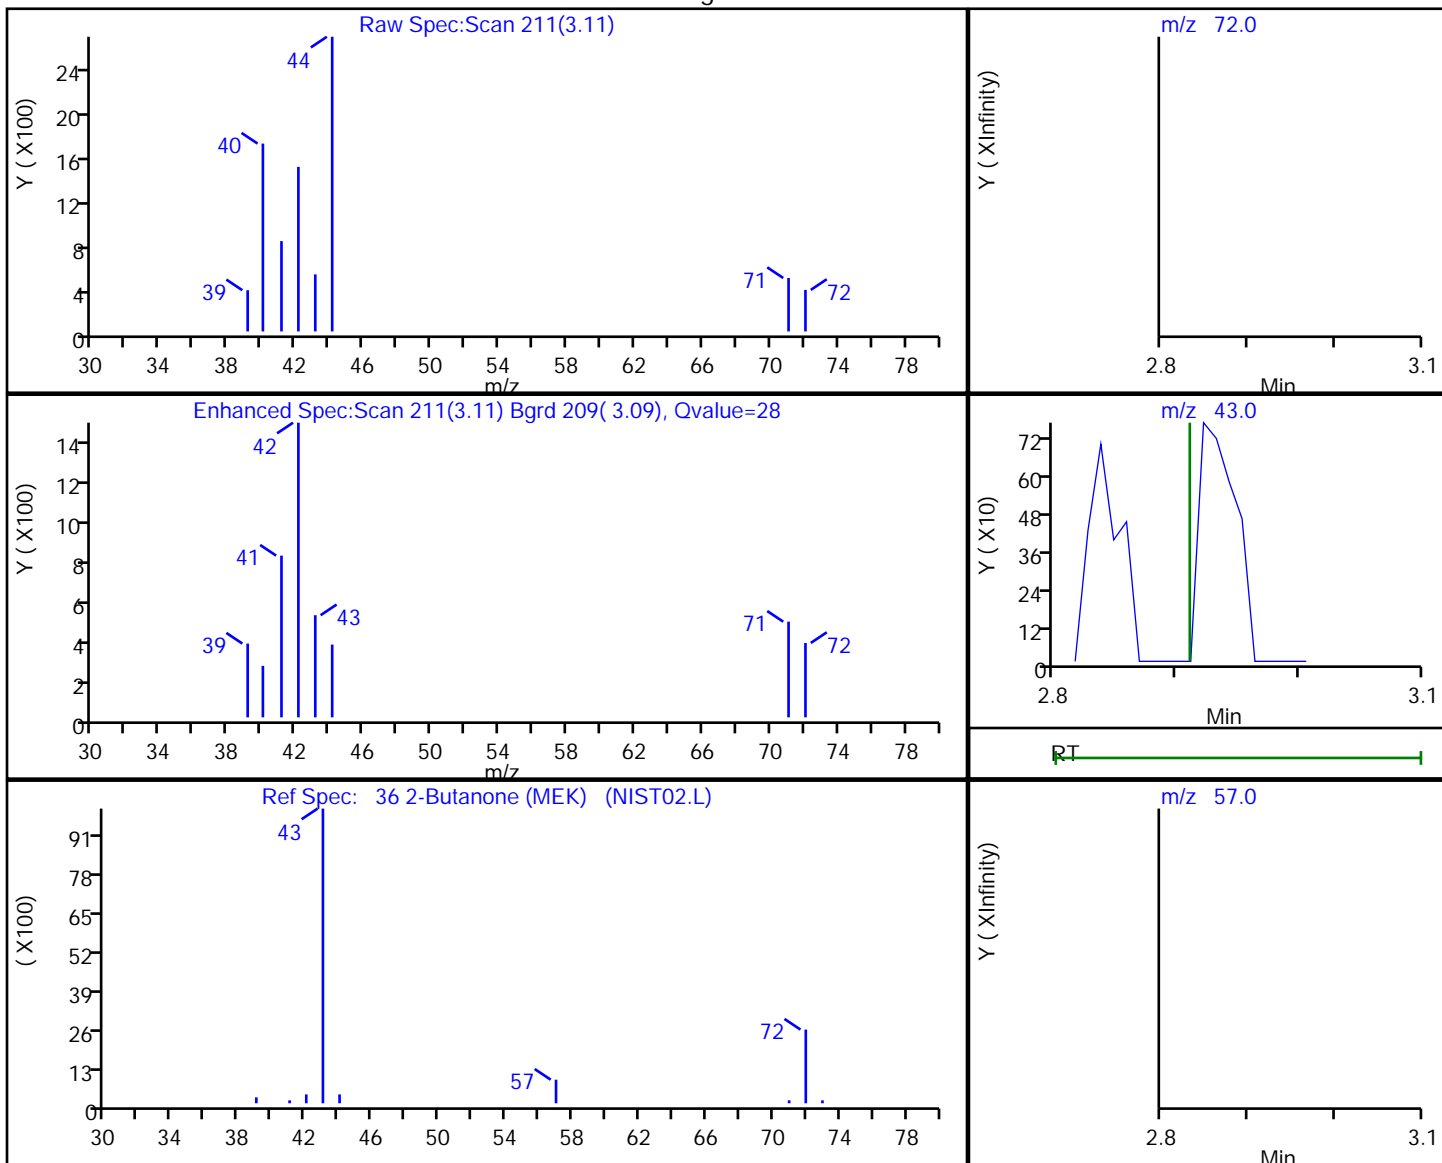 Raw Spec:Scan 211(3.11)
Y ( X100)
24
20
16
12
8
4
0
44
40
39
71
72
30 34 38 42 46 50 54 58 62 66 70 74 78
m/z
m/z 72.0
Y ( XInfinity)
2.8 3.1
Min
Enhanced Spec:Scan 211(3.11) Bgrd 209( 3.09), Qvalue=28
Y ( X100)
14
12
10
8
6
4
2
0
42
41
43
39
71
72
30 34 38 42 46 50 54 58 62 66 70 74 78
m/z
m/z 43.0
Y ( X10)
72
60
48
36
24
12
0
2.8 3.1
Min
RT
Ref Spec: 36 2-Butanone (MEK) (NIST02.L)
( X100)
91
78
65
52
39
26
13
0
43
57
72
30 34 38 42 46 50 54 58 62 66 70 74 78
m/z 57.0
Y ( XInfinity)
2.8 3.1
Min